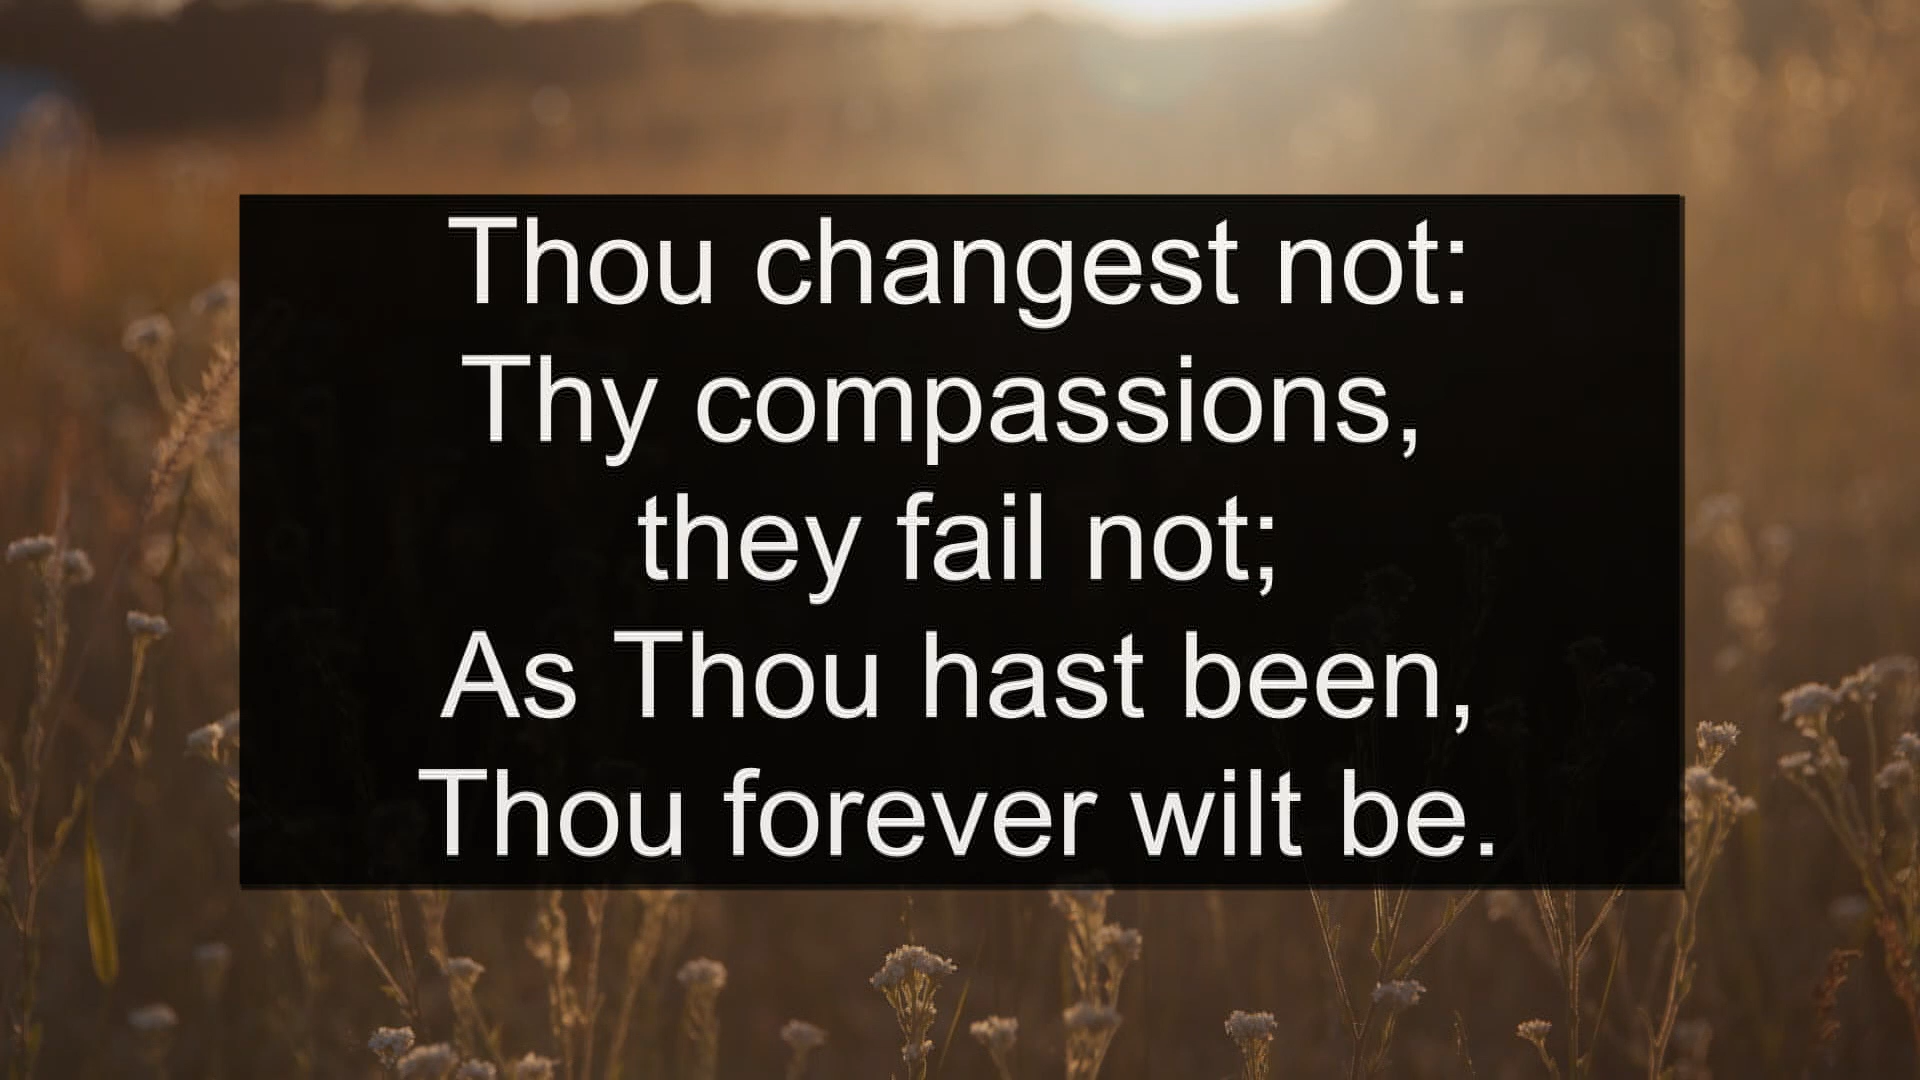 Thou changest not:
Thy compassions,
they fail not;
As Thou hast been,
Thou forever wilt be.